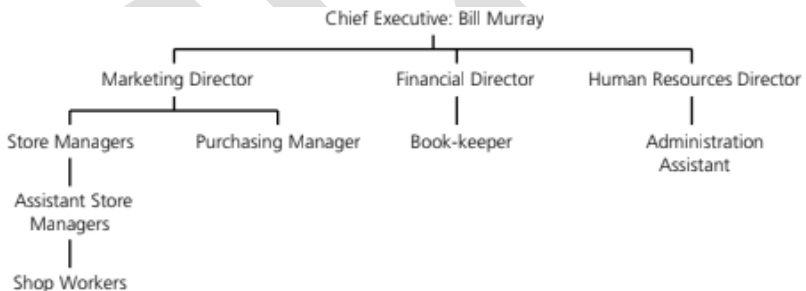 Chief Executive: Bill Murray
Marketing Director
Financial Director
Human Resources Director
Store Managers
Purchasing Manager
Book-keeper
Administration
Assistant
Assistant Store
Managers
Shop Workers